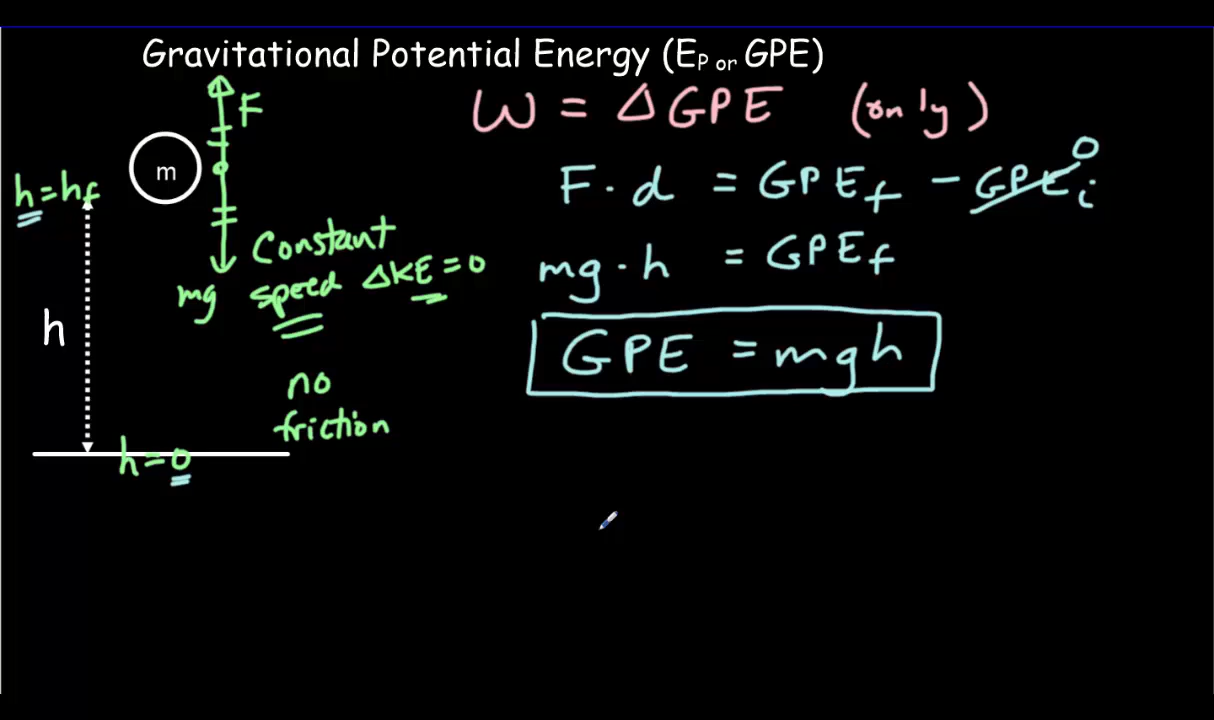 Gravitational Potential Energy (EP or GPE)
F
W = ΔGPE (only)
m
F · d = GPEf - GPEi 0
h = hf
Constant
speed ΔKE = 0
mg
mg · h = GPEf
h
GPE = mgh
no
friction
h = 0